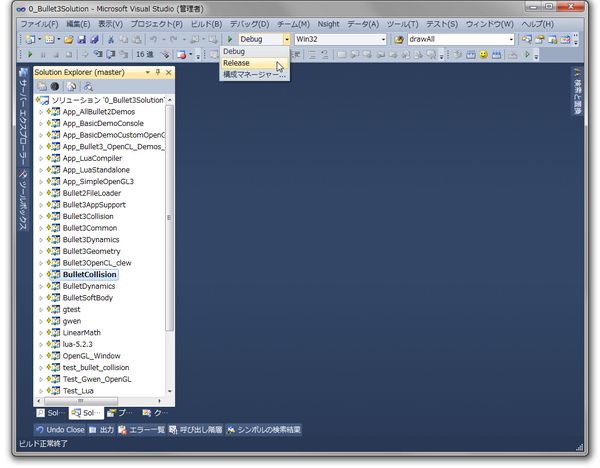 0_Bullet3Solution - Microsoft Visual Studio (管理者)
ファイル(F) 編集(E) 表示(V) プロジェクト(P) ビルド(B) デバッグ(D) チーム(M) Nsight データ(A) ツール(T) テスト(S) ウィンドウ(W) ヘルプ(H)
Debug Win32 drawAll
16 進
Debug
Release
構成マネージャー...
サーバー エクスプローラー
ツールボックス
検索と置換
Solution Explorer (master)
ソリューション '0_Bullet3Solution'
App_AllBullet2Demos
App_BasicDemoConsole
App_BasicDemoCustomOpenG
App_Bullet3_OpenCL_Demos_
App_LuaCompiler
App_LuaStandalone
App_SimpleOpenGL3
Bullet2FileLoader
Bullet3AppSupport
Bullet3Collision
Bullet3Common
Bullet3Dynamics
Bullet3Geometry
Bullet3OpenCL_clew
BulletCollision
BulletDynamics
BulletSoftBody
gtest
gwen
LinearMath
lua-5.2.3
OpenGL_Window
test_bullet_collision
Test_Gwen_OpenGL
Test_Lua
Sol... Sol... プ... ク...
Undo Close 出力 エラー一覧 呼び出し階層 シンボルの検索結果
ビルド正常終了